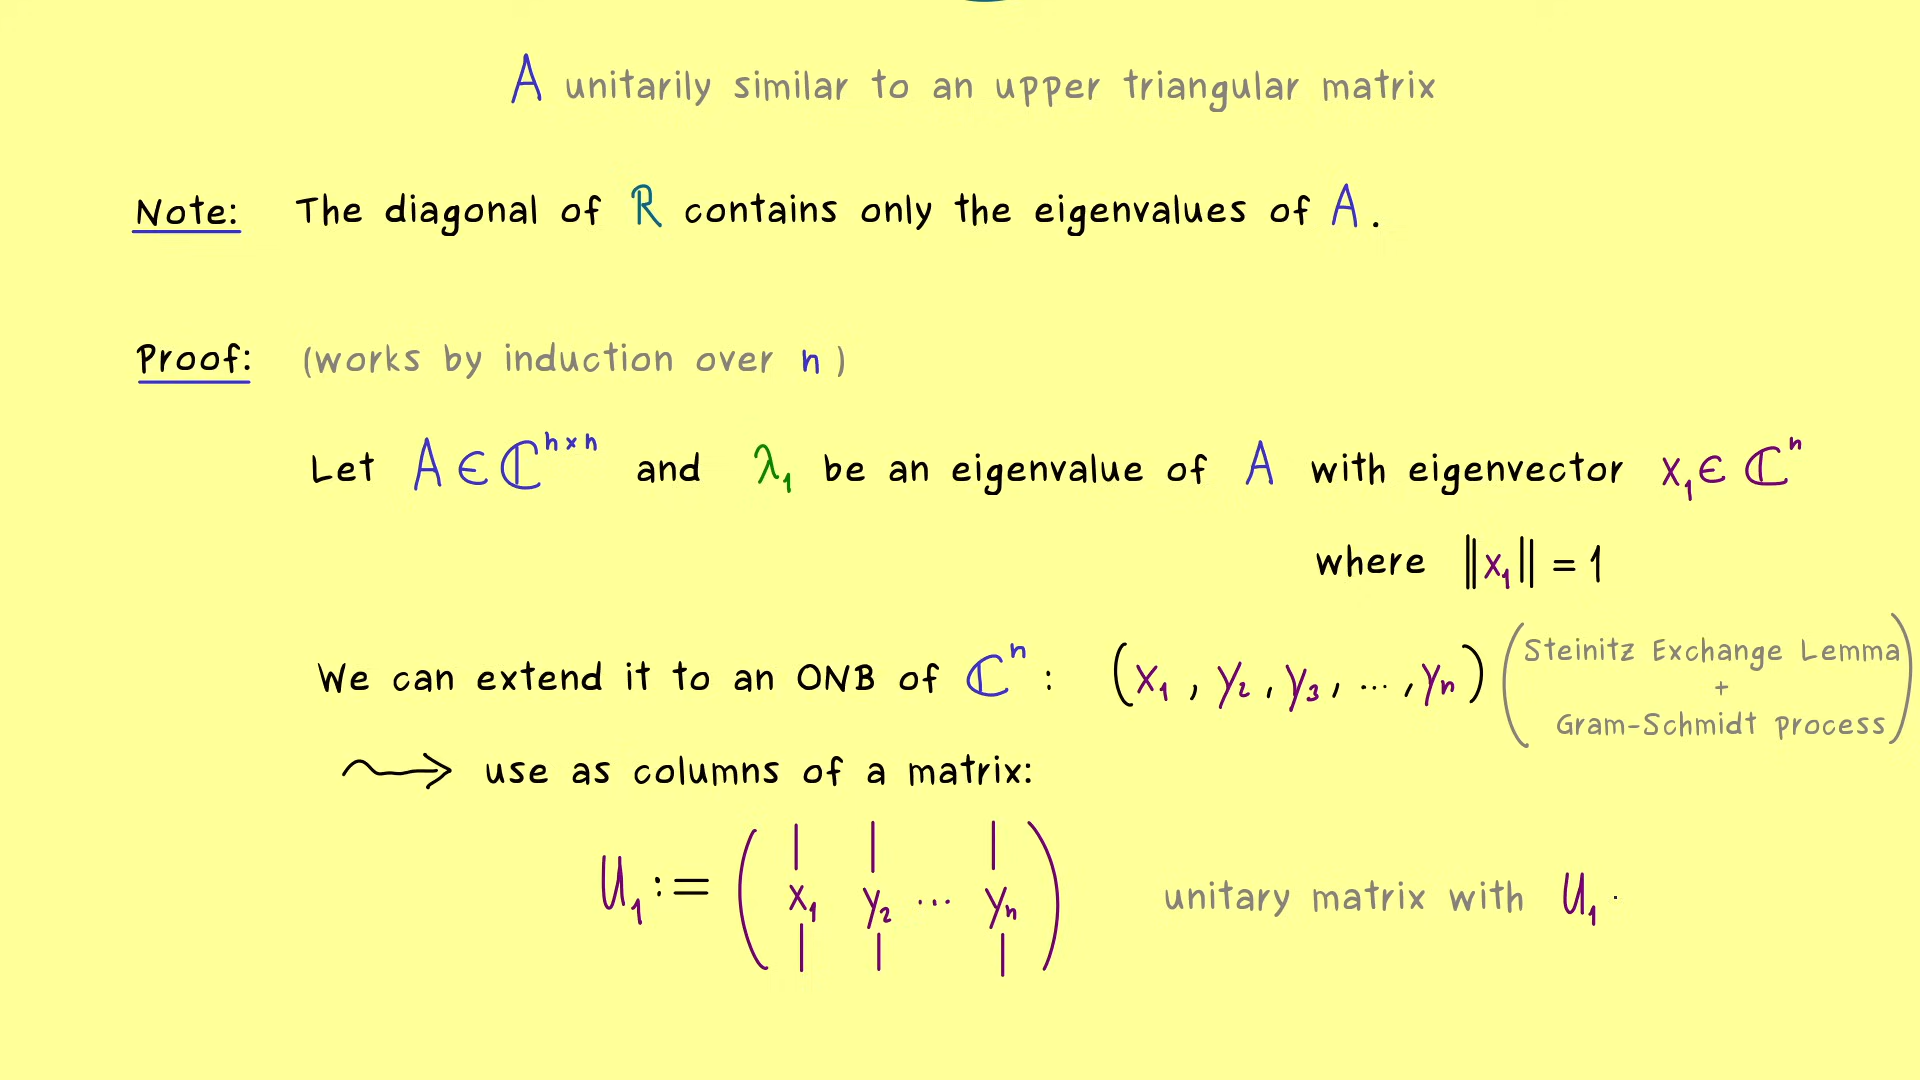 A unitarily similar to an upper triangular matrix
Note: The diagonal of R contains only the eigenvalues of A.
Proof: (works by induction over n)
Let A ∈ ℂⁿˣⁿ and λ₁ be an eigenvalue of A with eigenvector x₁ ∈ ℂⁿ
where ‖x₁‖ = 1
We can extend it to an ONB of ℂⁿ : (x₁, y₂, y₃, ..., yₙ) (Steinitz Exchange Lemma
+
Gram-Schmidt process)
⇝ use as columns of a matrix:
U₁ := ( | | |
x₁ y₂ ... yₙ
| | | ) unitary matrix with U₁ ·